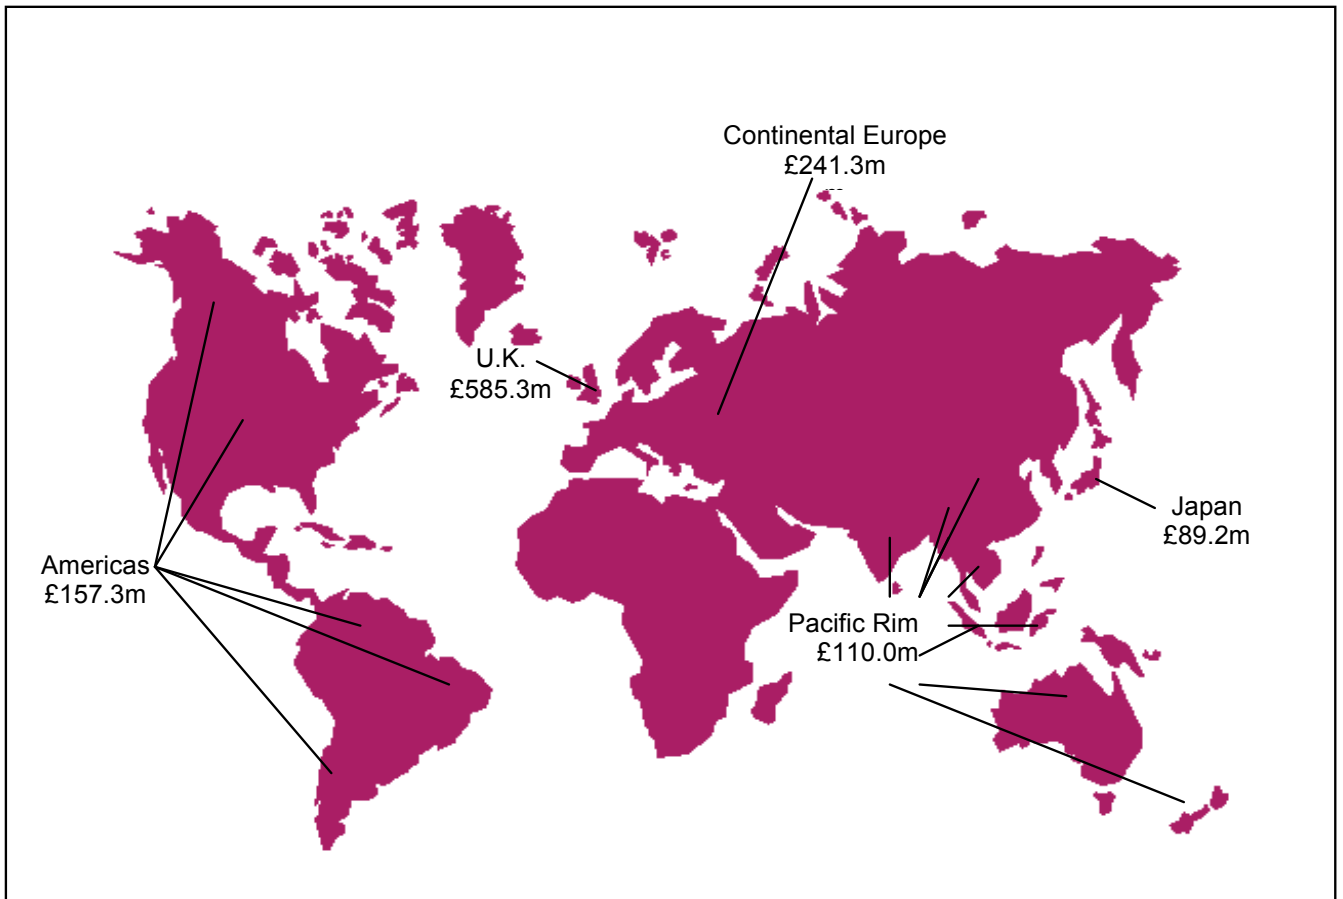 Continental Europe
£241.3m
U.K.
£585.3m
Japan
£89.2m
Americas
£157.3m
Pacific Rim
£110.0m